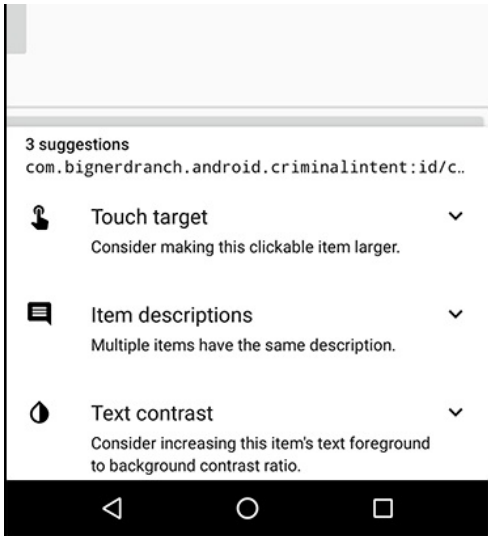 3 suggestions
com.bignerdranch.android.criminalintent:id/c..
Touch target
Consider making this clickable item larger.
Item descriptions
Multiple items have the same description.
Text contrast
Consider increasing this item's text foreground
to background contrast ratio.